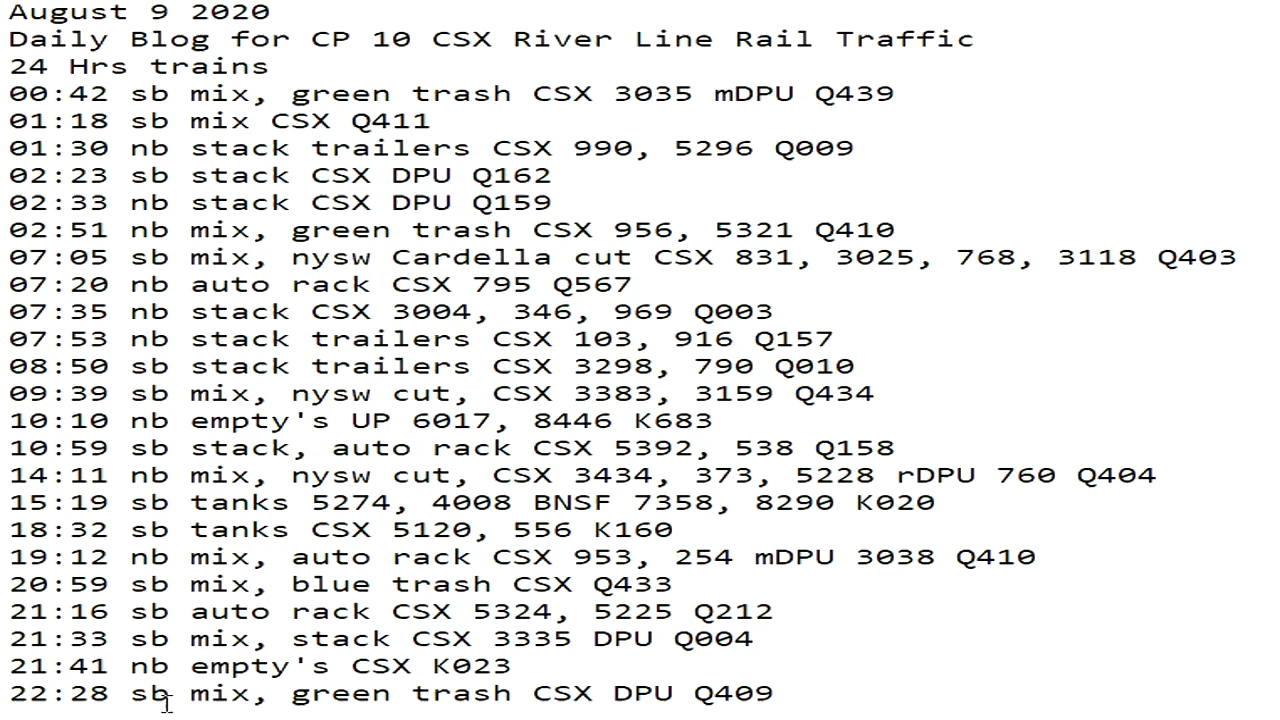 August 9 2020
Daily Blog for CP 10 CSX River Line Rail Traffic
24 Hrs trains
00:42 sb mix, green trash CSX 3035 mDPU Q439
01:18 sb mix CSX Q411
01:30 nb stack trailers CSX 990, 5296 Q009
02:23 sb stack CSX DPU Q162
02:33 nb stack CSX DPU Q159
02:51 nb mix, green trash CSX 956, 5321 Q410
07:05 sb mix, nysw Cardella cut CSX 831, 3025, 768, 3118 Q403
07:20 nb auto rack CSX 795 Q567
07:35 nb stack CSX 3004, 346, 969 Q003
07:53 nb stack trailers CSX 103, 916 Q157
08:50 sb stack trailers CSX 3298, 790 Q010
09:39 sb mix, nysw cut, CSX 3383, 3159 Q434
10:10 nb empty's UP 6017, 8446 K683
10:59 sb stack, auto rack CSX 5392, 538 Q158
14:11 nb mix, nysw cut, CSX 3434, 373, 5228 rDPU 760 Q404
15:19 sb tanks 5274, 4008 BNSF 7358, 8290 K020
18:32 sb tanks CSX 5120, 556 K160
19:12 nb mix, auto rack CSX 953, 254 mDPU 3038 Q410
20:59 sb mix, blue trash CSX Q433
21:16 sb auto rack CSX 5324, 5225 Q212
21:33 sb mix, stack CSX 3335 DPU Q004
21:41 nb empty's CSX K023
22:28 sb mix, green trash CSX DPU Q409